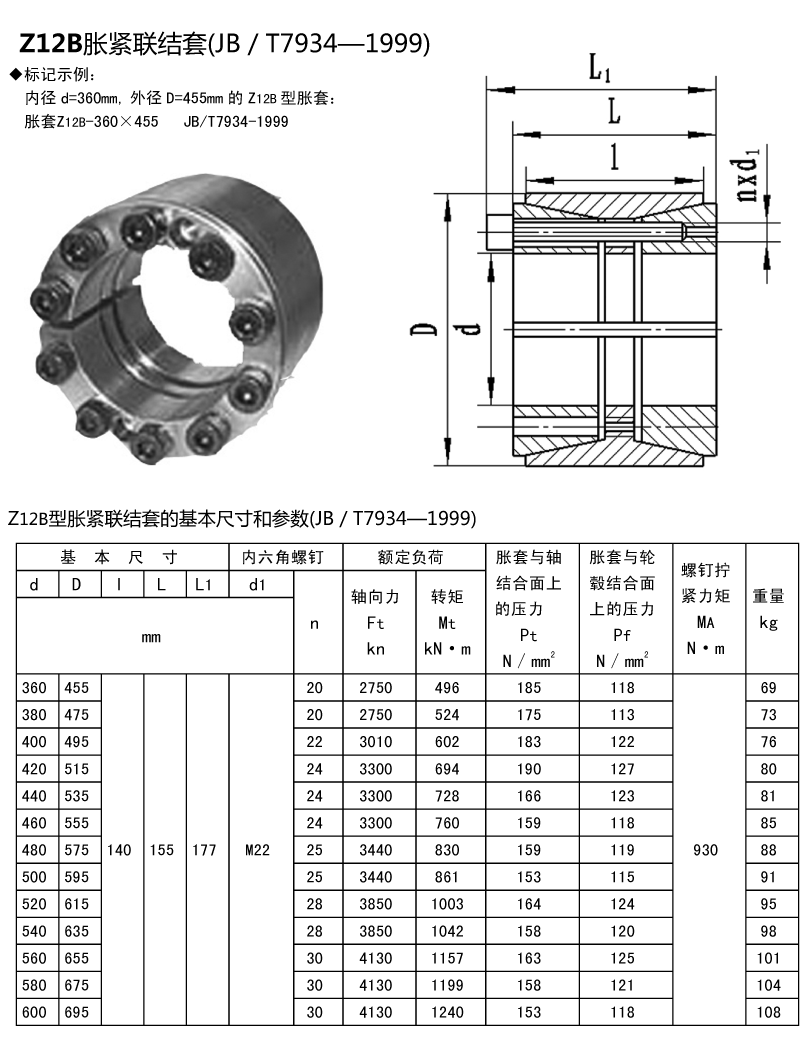 Z12B胀紧联结套(JB / T7934—1999)
◆标记示例:
内径 d=360mm, 外径 D=455mm 的 Z12B 型胀套:
胀套Z12B-360×455 JB/T7934-1999
L1
L
l
n×d1
D
d
Z12B型胀紧联结套的基本尺寸和参数(JB / T7934—1999)
基 本 尺 寸 内六角螺钉 额定负荷 胀套与轴结合面上的压力 Pt N / mm² 胀套与轮毂结合面上的压力 Pf N / mm² 螺钉拧紧力矩 MA N·m 重量 kg
d D l L L1 d1 n 轴向力 Ft kn 转矩 Mt kN·m
mm
360 455 140 155 177 M22 20 2750 496 185 118 930 69
380 475 20 2750 524 175 113 73
400 495 22 3010 602 183 122 76
420 515 24 3300 694 190 127 80
440 535 24 3300 728 166 123 81
460 555 24 3300 760 159 118 85
480 575 25 3440 830 159 119 88
500 595 25 3440 861 153 115 91
520 615 28 3850 1003 164 124 95
540 635 28 3850 1042 158 120 98
560 655 30 4130 1157 163 125 101
580 675 30 4130 1199 158 121 104
600 695 30 4130 1240 153 118 108